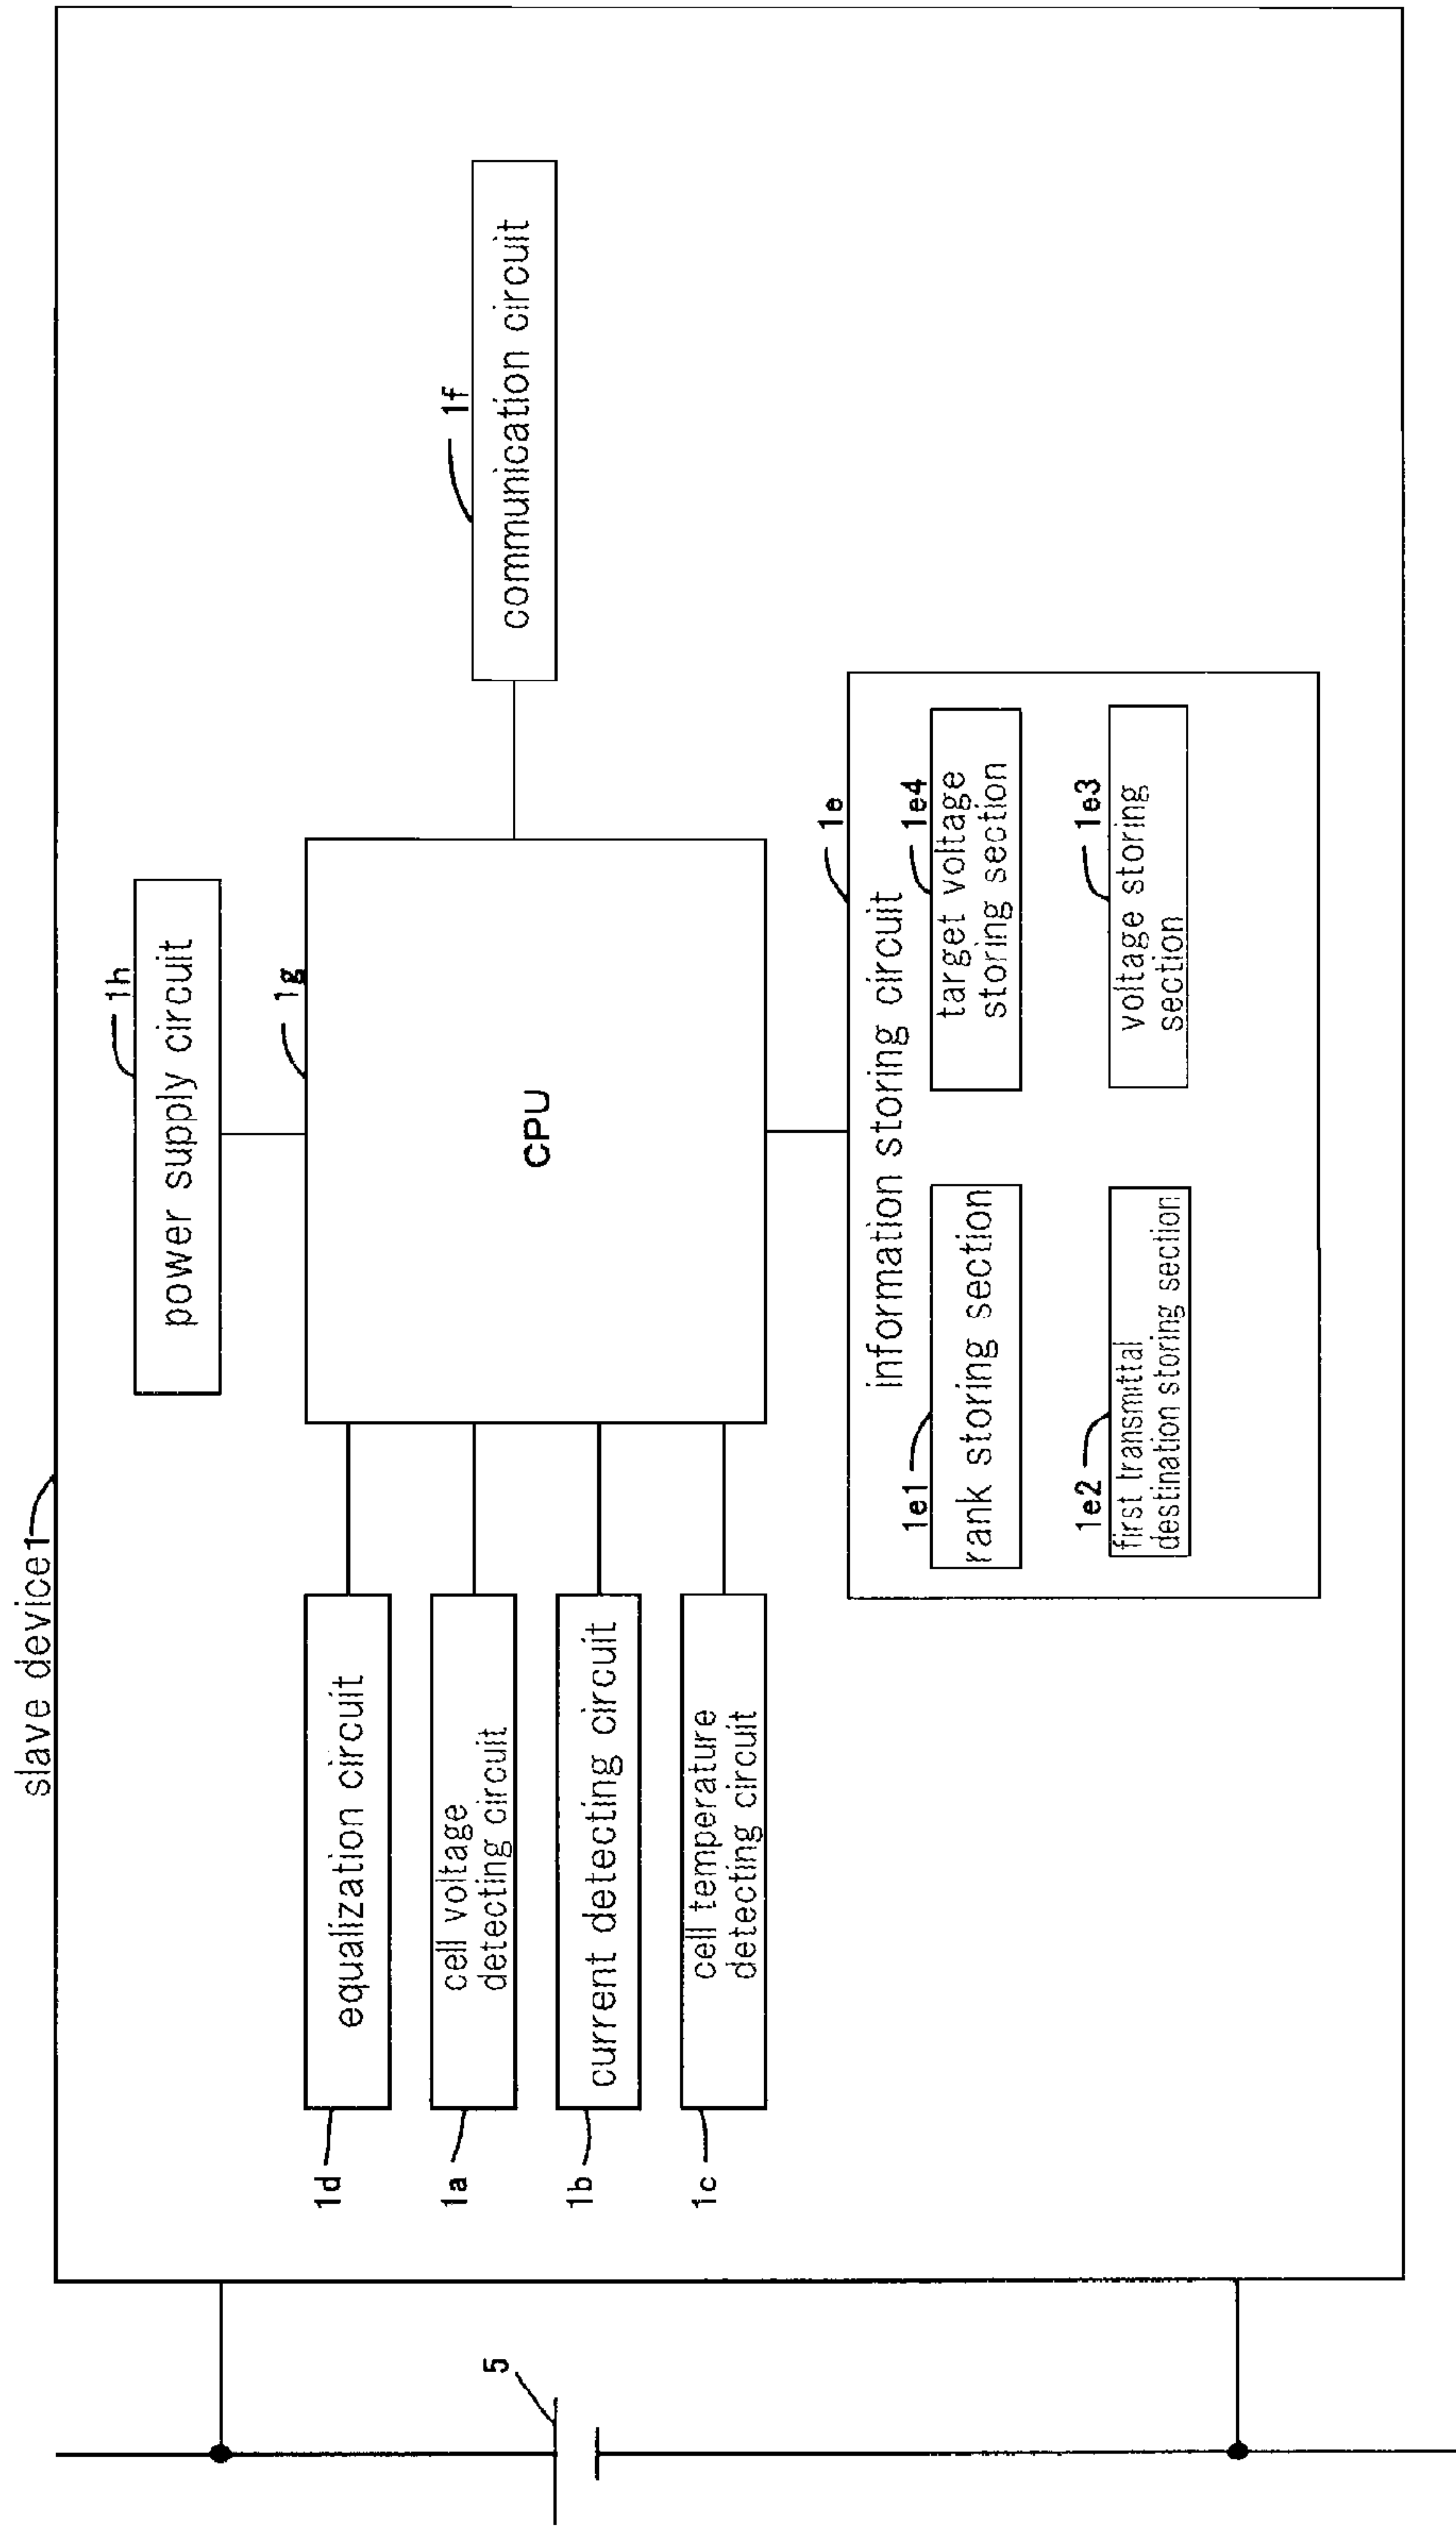 slave device1
1h
power supply circuit
1g
CPU
1f
communication circuit
1d
equalization circuit
1a
cell voltage
detecting circuit
1b
current detecting circuit
1c
cell temperature
detecting circuit
1e
information storing circuit
1e1
rank storing section
1e4
target voltage
storing section
1e2
first transmittal
destination storing section
1e3
voltage storing
section
5